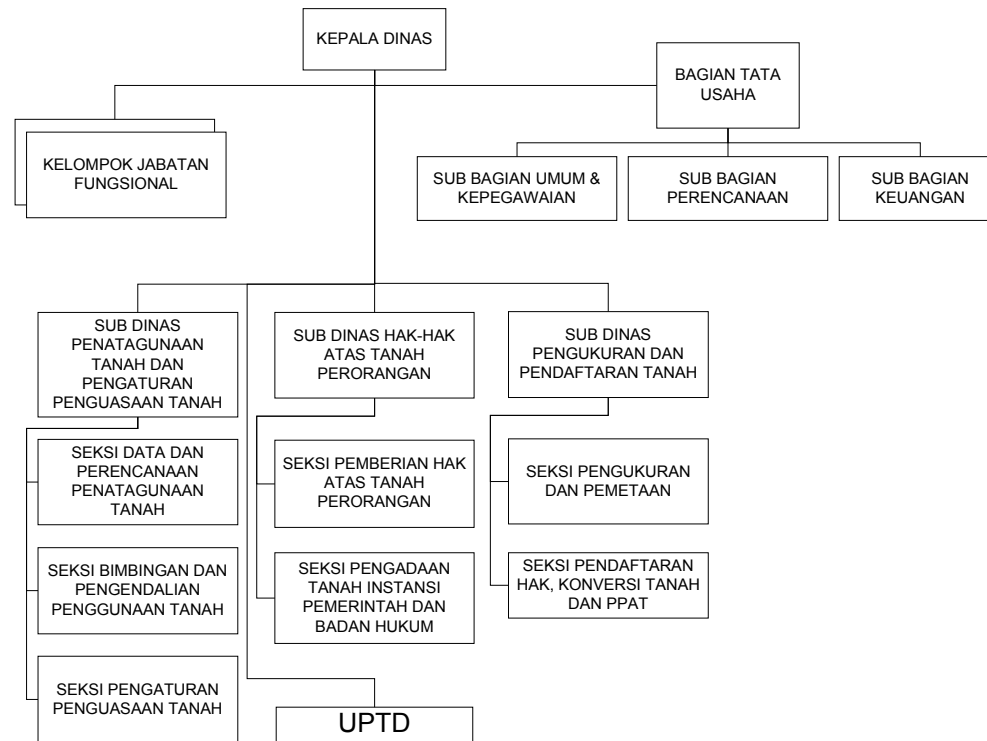 KEPALA DINAS
BAGIAN TATA
USAHA
KELOMPOK JABATAN
FUNGSIONAL
SUB BAGIAN UMUM &
KEPEGAWAIAN
SUB BAGIAN
PERENCANAAN
SUB BAGIAN
KEUANGAN
SUB DINAS
PENATAGUNAAN
TANAH DAN
PENGATURAN
PENGUASAAN TANAH
SUB DINAS HAK-HAK
ATAS TANAH
PERORANGAN
SUB DINAS
PENGUKURAN DAN
PENDAFTARAN TANAH
SEKSI DATA DAN
PERENCANAAN
PENATAGUNAAN
TANAH
SEKSI PEMBERIAN HAK
ATAS TANAH
PERORANGAN
SEKSI PENGUKURAN
DAN PEMETAAN
SEKSI BIMBINGAN DAN
PENGENDALIAN
PENGGUNAAN TANAH
SEKSI PENGADAAN
TANAH INSTANSI
PEMERINTAH DAN
BADAN HUKUM
SEKSI PENDAFTARAN
HAK, KONVERSI TANAH
DAN PPAT
SEKSI PENGATURAN
PENGUASAAN TANAH
UPTD